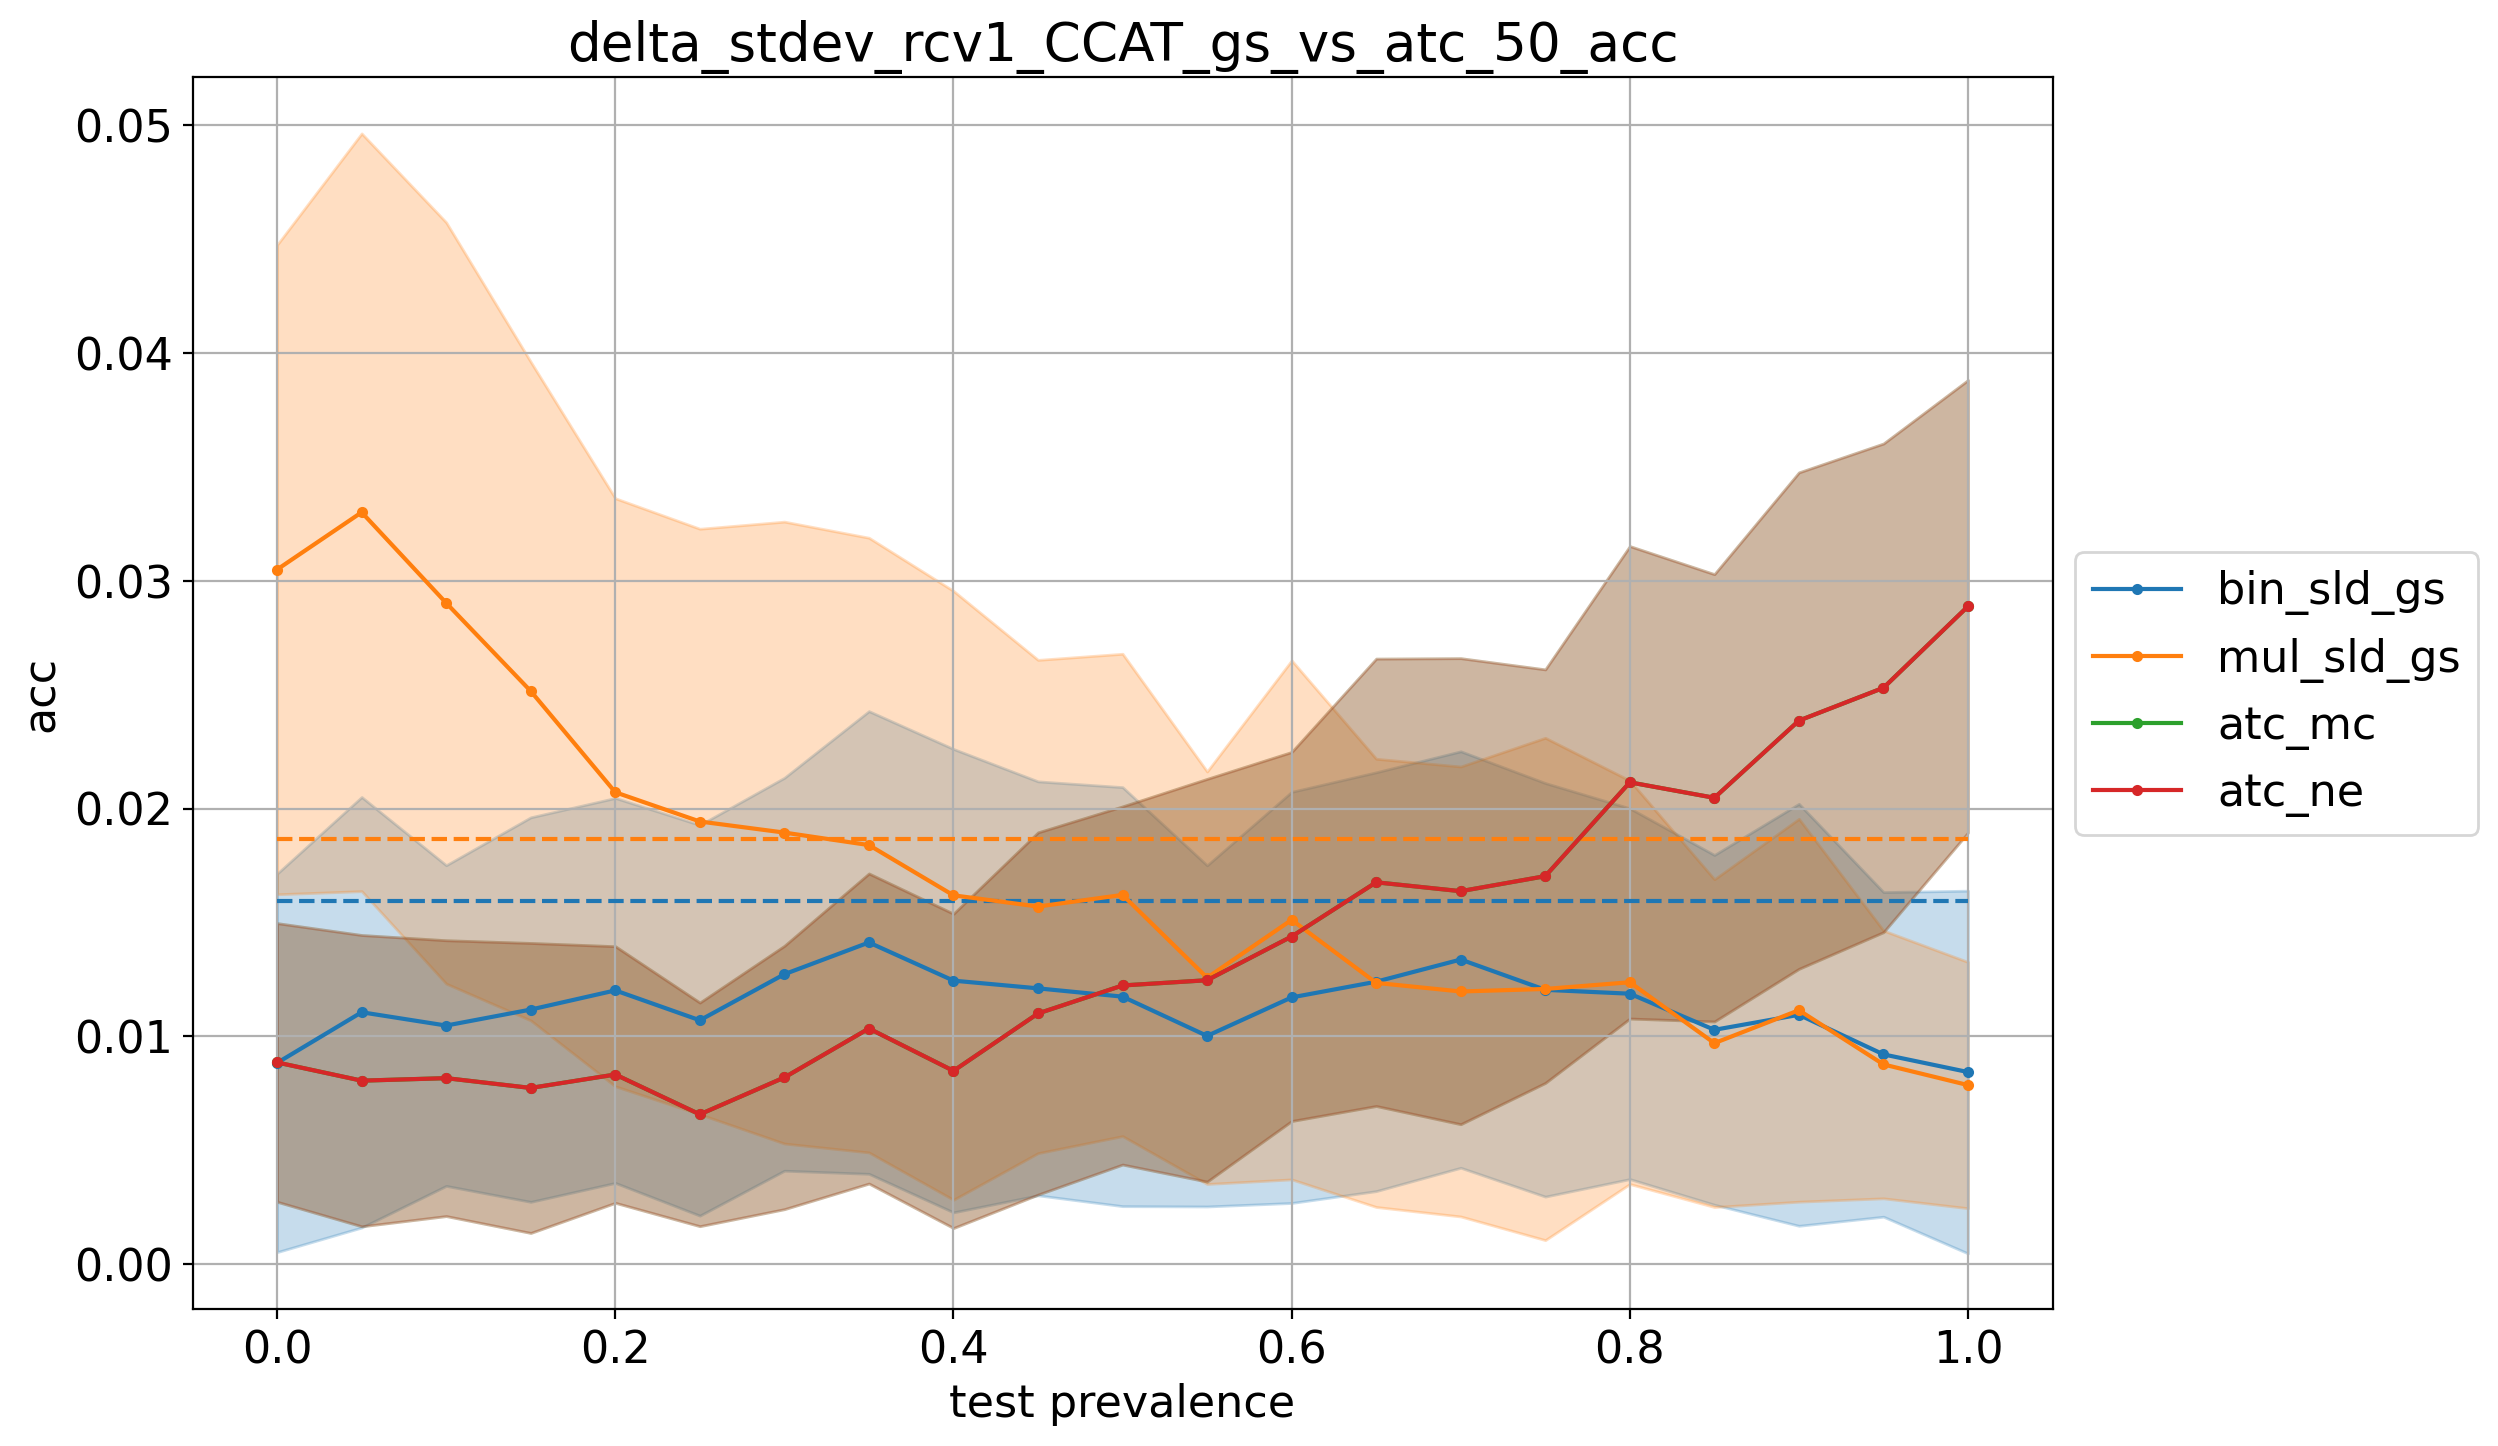 delta_stdev_rcv1_CCAT_gs_vs_atc_50_acc
0.05
0.04
0.03
0.02
0.01
0.00
acc
0.0 0.2 0.4 0.6 0.8 1.0
test prevalence
bin_sld_gs
mul_sld_gs
atc_mc
atc_ne